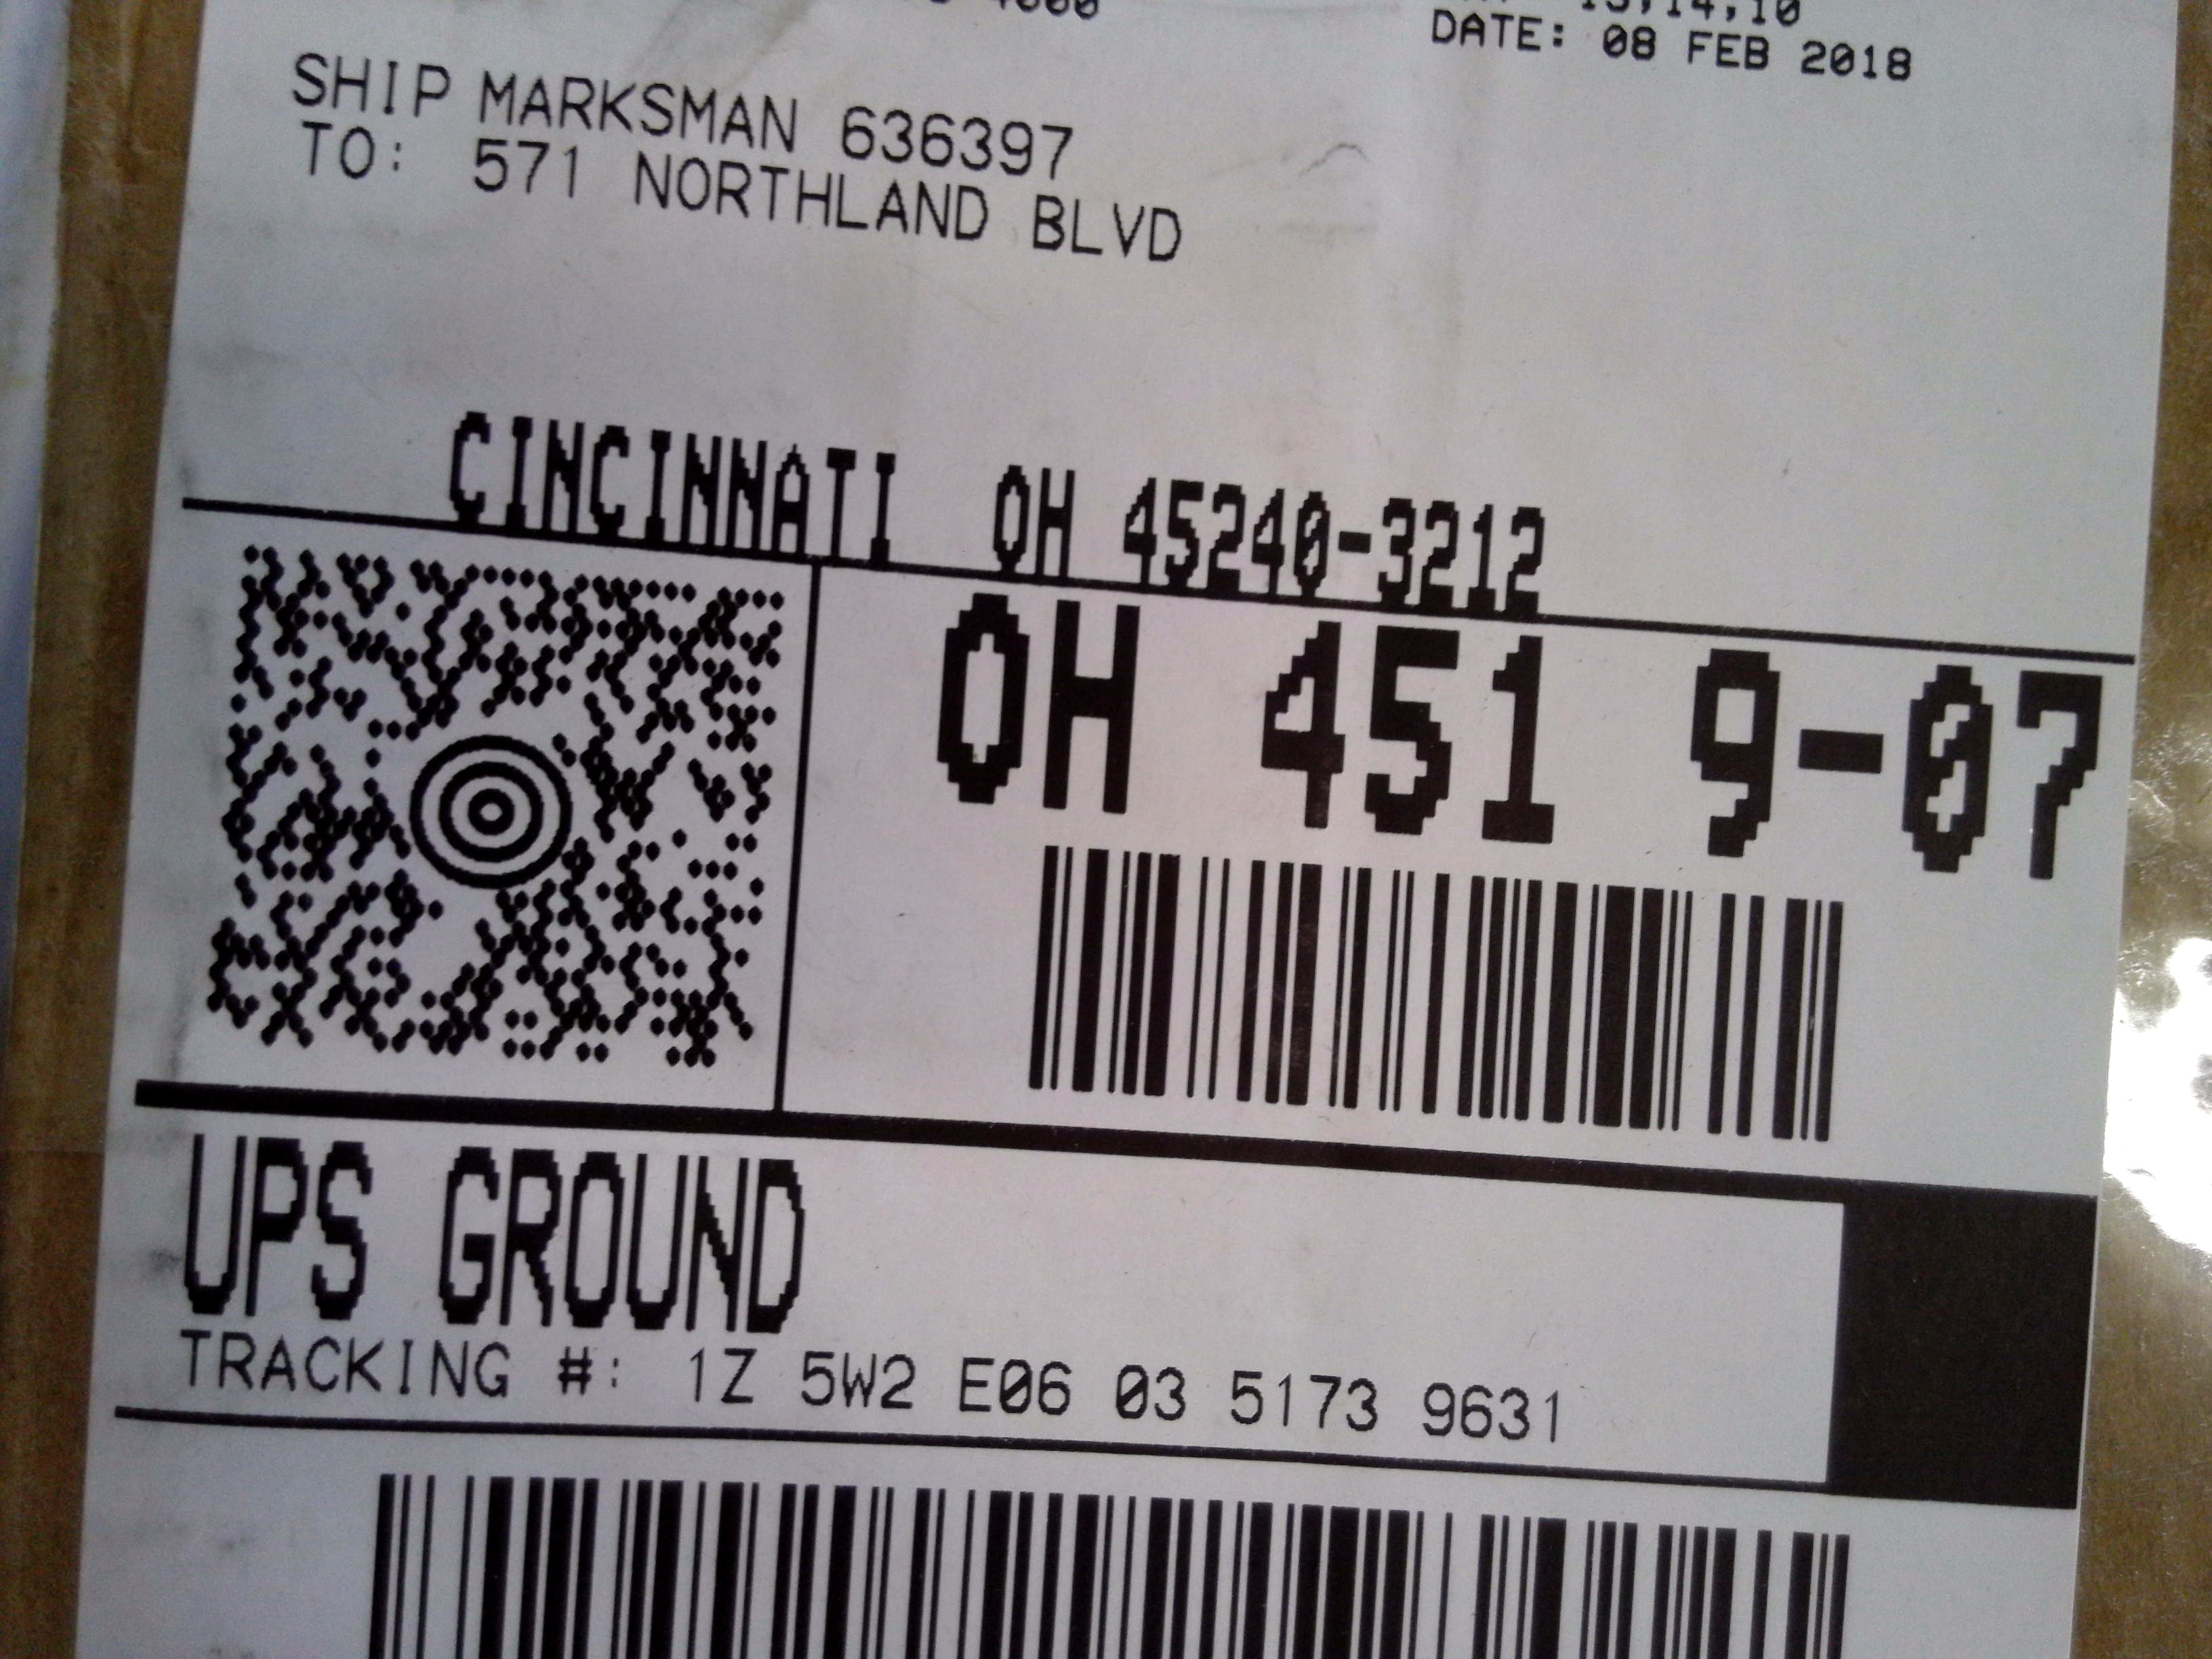 DATE: 08 FEB 2018
SHIP MARKSMAN 636397
TO: 571 NORTHLAND BLVD
CINCINNATI OH 45240-3212
OH 451 9-07
UPS GROUND
TRACKING #: 1Z 5W2 E06 03 5173 9631